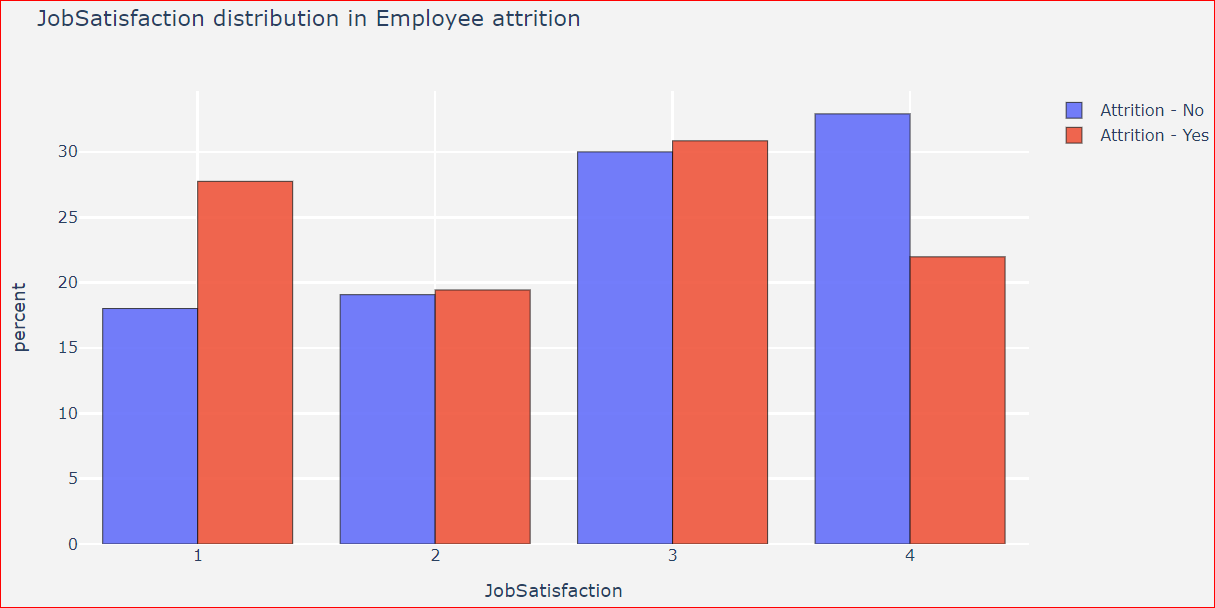 JobSatisfaction distribution in Employee attrition
Attrition - No
Attrition - Yes
percent
30
25
20
15
10
5
0
1
2
3
4
JobSatisfaction